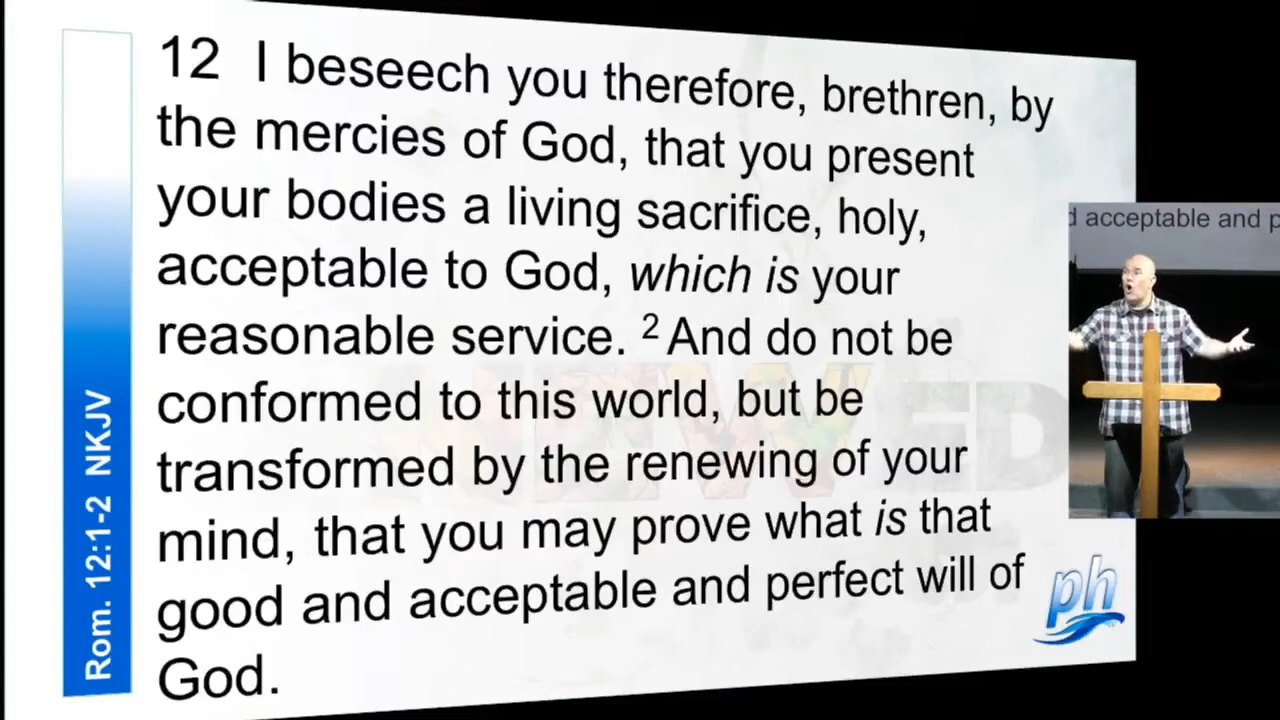 12 I beseech you therefore, brethren, by
the mercies of God, that you present
your bodies a living sacrifice, holy,
acceptable to God, which is your
reasonable service. 2 And do not be
conformed to this world, but be
transformed by the renewing of your
mind, that you may prove what is that
good and acceptable and perfect will of
God.
Rom. 12:1-2 NKJV
acceptable and
ph